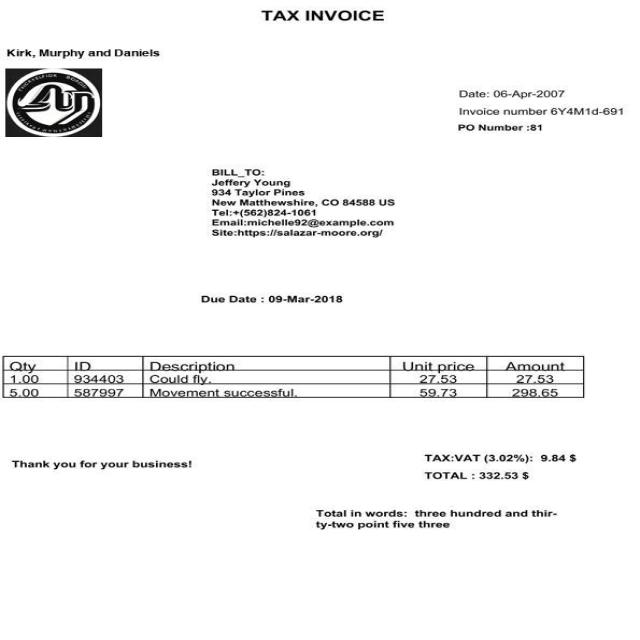 TAX INVOICE
Kirk, Murphy and Daniels
Date: 06-Apr-2007
Invoice number 6Y4M1d-691
PO Number :81
BILL_TO:
Jeffery Young
934 Taylor Pines
New Matthewshire, CO 84588 US
Tel:+(562)824-1061
Email:michelle92@example.com
Site:https://salazar-moore.org/
Due Date : 09-Mar-2018
Qty ID Description Unit price Amount
1.00 934403 Could fly. 27.53 27.53
5.00 587997 Movement successful. 59.73 298.65
TAX:VAT (3.02%): 9.84 $
Thank you for your business!
TOTAL : 332.53 $
Total in words: three hundred and thir-
ty-two point five three